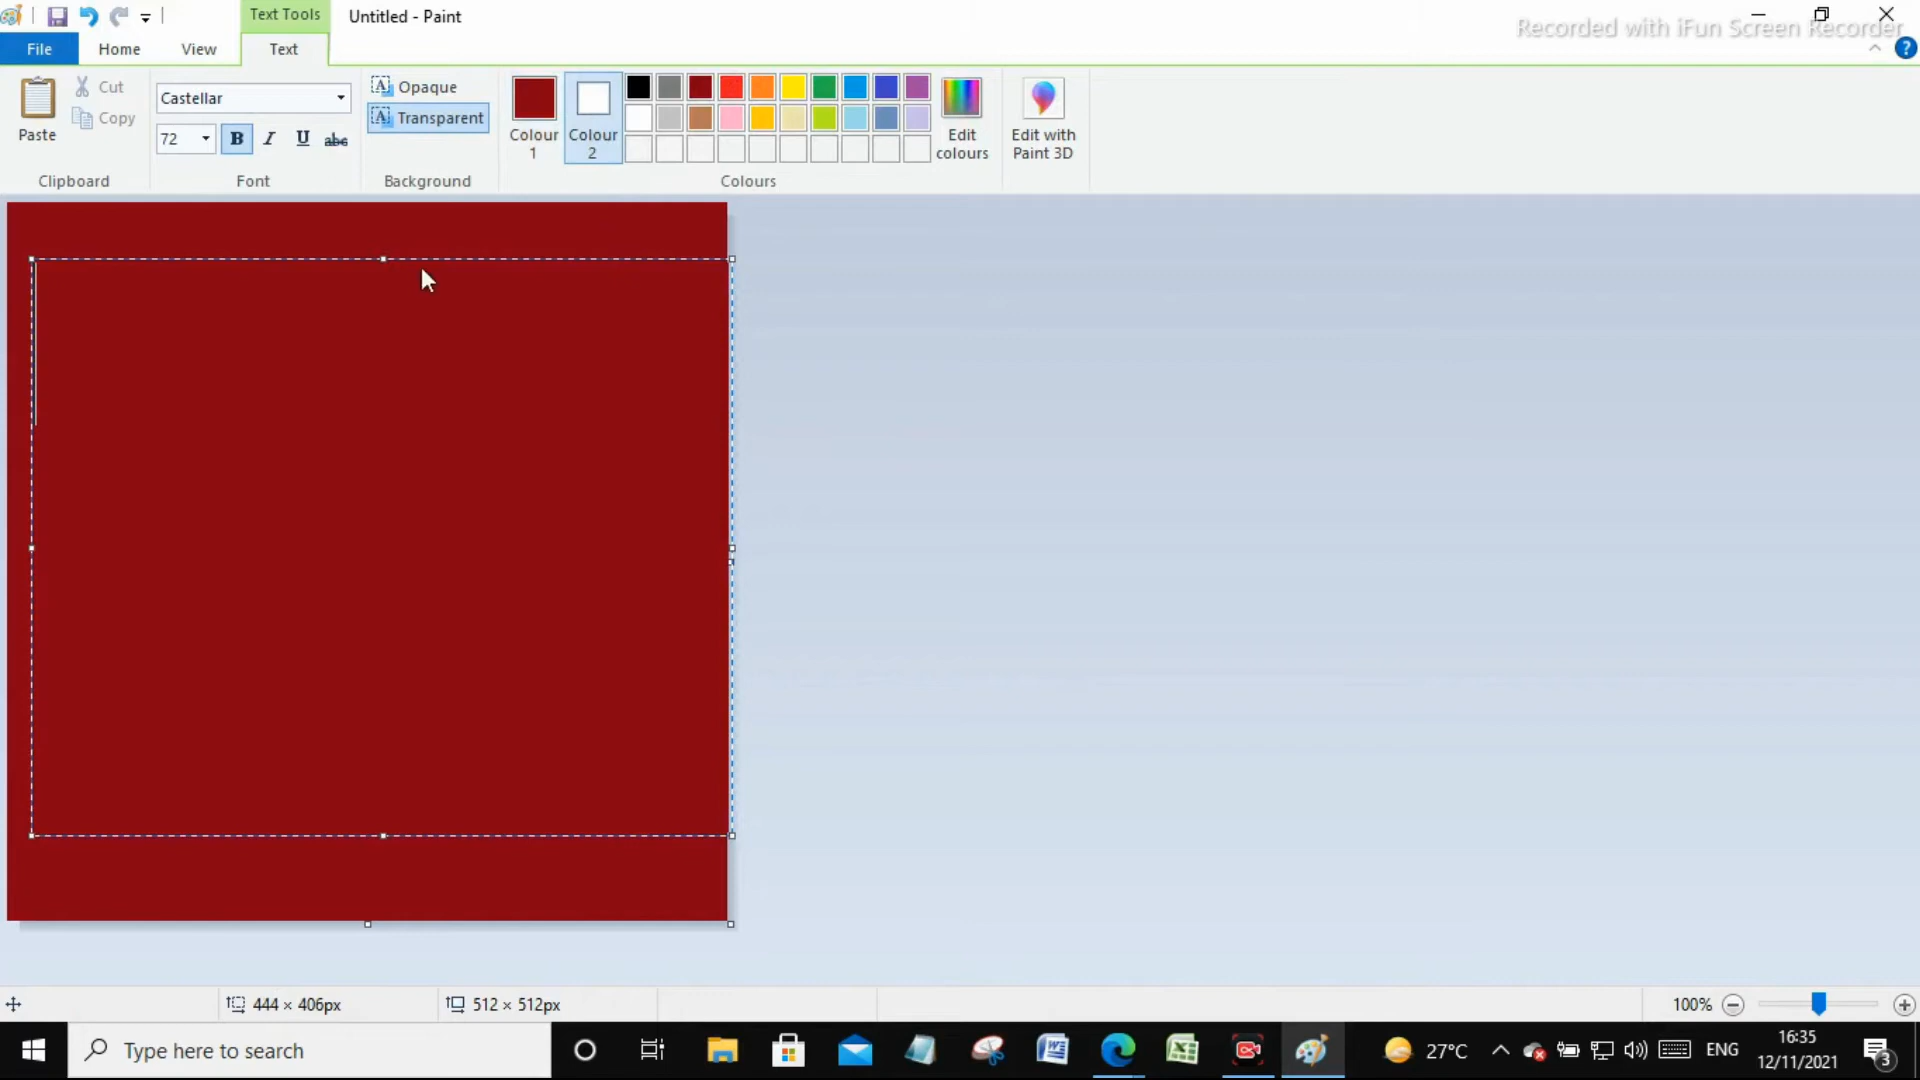 Text Tools
Untitled - Paint
Recorded with iFun Screen Recorder
File
Home
View
Text
Paste
Cut
Copy
Clipboard
Castellar
72
B
I
U
abc
Font
Opaque
Transparent
Background
Colour 1
Colour 2
Edit colours
Colours
Edit with Paint 3D
444 × 406px
512 × 512px
100%
Type here to search
27°C
ENG
16:35
12/11/2021
3